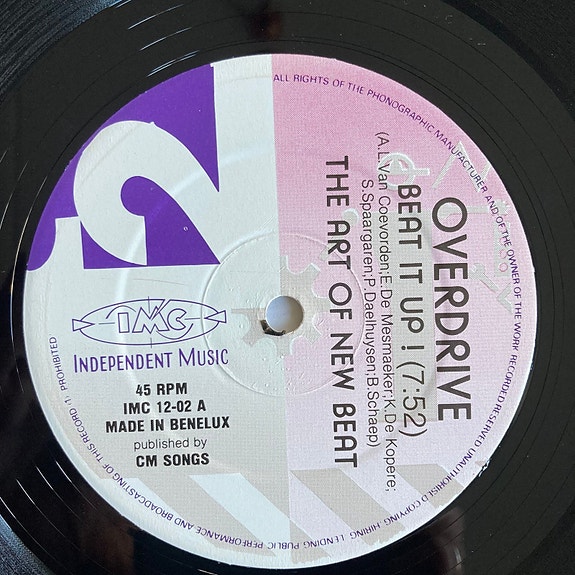 OVERDRIVE
BEAT IT UP! (7:52)
(A.L.Van Coevorden;E.De Mesmaeker;K.De Kopere;
S.Spaargaren;P.Daelhuysen;B.Schaep)
THE ART OF NEW BEAT
12
IMC
INDEPENDENT MUSIC
45 RPM
IMC 12-02 A
MADE IN BENELUX
published by
CM SONGS
ALL RIGHTS OF THE PHONOGRAPHIC MANUFACTURER AND OF THE OWNER OF THE WORK RECORDED RESERVED UNAUTHORISED COPYING, HIRING, LENDING, PUBLIC PERFORMANCE AND BROADCASTING OF THIS RECORD PROHIBITED